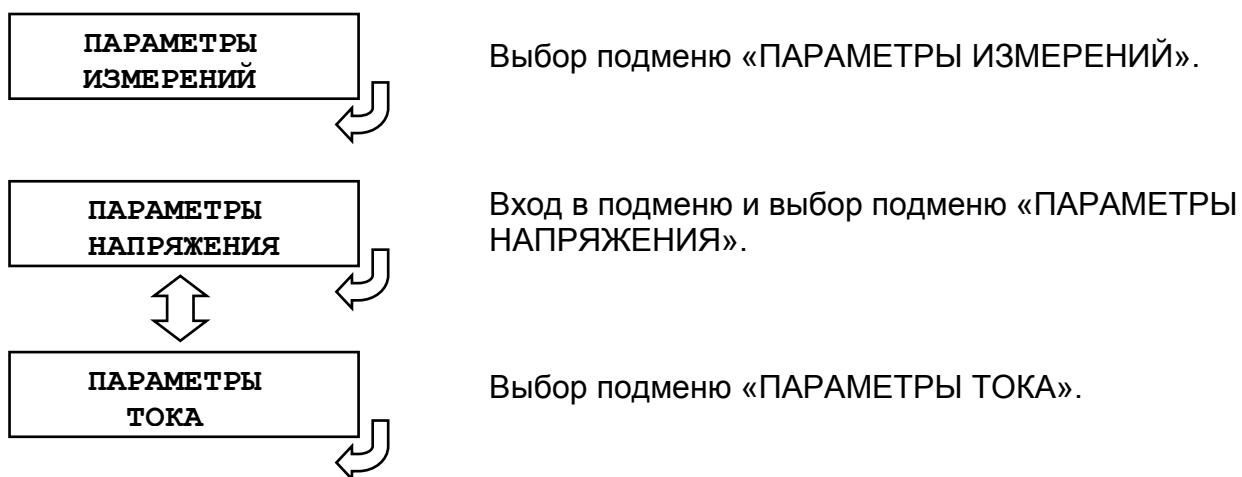 ПАРАМЕТРЫ
ИЗМЕРЕНИЙ
Выбор подменю «ПАРАМЕТРЫ ИЗМЕРЕНИЙ».
ПАРАМЕТРЫ
НАПРЯЖЕНИЯ
Вход в подменю и выбор подменю «ПАРАМЕТРЫ
НАПРЯЖЕНИЯ».
ПАРАМЕТРЫ
ТОКА
Выбор подменю «ПАРАМЕТРЫ ТОКА».